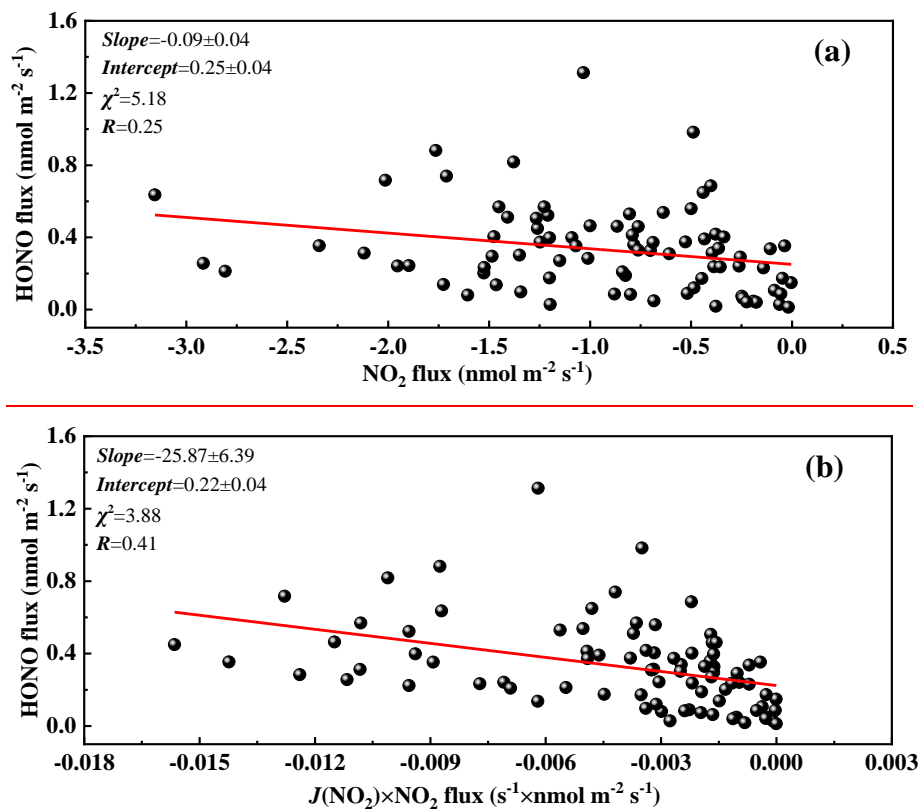 (a)
Slope=-0.09±0.04
Intercept=0.25±0.04
χ²=5.18
R=0.25
HONO flux (nmol m⁻² s⁻¹)
1.6
1.2
0.8
0.4
0.0
-3.5 -3.0 -2.5 -2.0 -1.5 -1.0 -0.5 0.0 0.5
NO₂ flux (nmol m⁻² s⁻¹)
(b)
Slope=-25.87±6.39
Intercept=0.22±0.04
χ²=3.88
R=0.41
HONO flux (nmol m⁻² s⁻¹)
1.6
1.2
0.8
0.4
0.0
-0.018 -0.015 -0.012 -0.009 -0.006 -0.003 0.000 0.003
J(NO₂)×NO₂ flux (s⁻¹×nmol m⁻² s⁻¹)